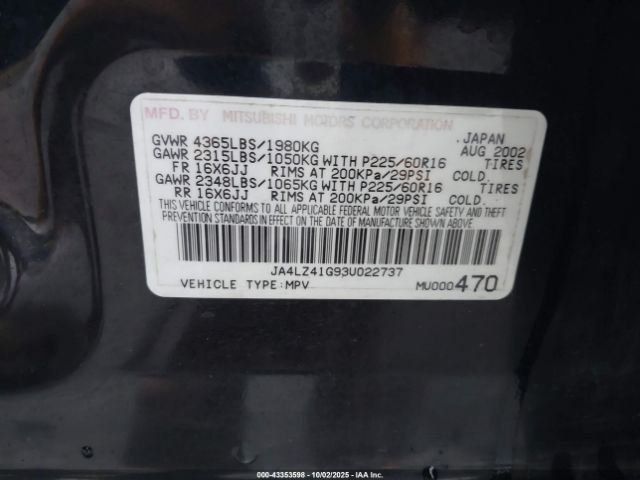 MFD. BY MITSUBISHI MOTORS CORPORATION
JAPAN
GVWR 4365LBS/1980KG AUG 2002
GAWR 2315LBS/1050KG WITH P225/60R16 TIRES
FR 16X6JJ RIMS AT 200KPa/29PSI COLD.
GAWR 2348LBS/1065KG WITH P225/60R16 TIRES
RR 16X6JJ RIMS AT 200KPa/29PSI COLD.
THIS VEHICLE CONFORMS TO ALL APPLICABLE FEDERAL MOTOR VEHICLE SAFETY AND THEFT
PREVENTION STANDARDS IN EFFECT ON THE DATE OF MANUFACTURE SHOWN ABOVE.
JA4LZ41G93U022737
VEHICLE TYPE:MPV MU000470
© 000-43353598 - 10/02/2025 - IAA Inc.